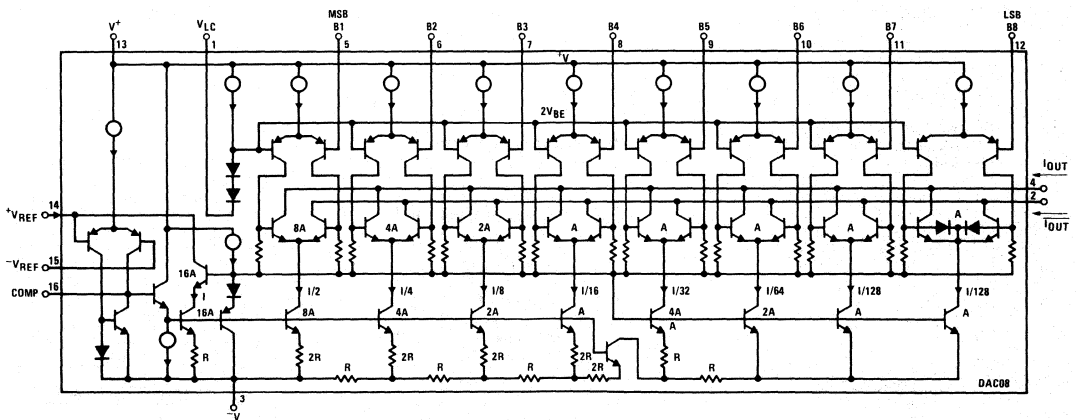 V+ VLC MSB B1 B2 B3 B4 B5 B6 B7 LSB B8
13 1 5 6 7 8 9 10 11 12
+V
2VBE
IOUT
4
2
IOUT
+VREF 14
−VREF 15
COMP 16
8A 4A 2A A A A A A
16A
I I/2 I/4 I/8 I/16 I/32 I/64 I/128 I/128
16A 8A 4A 2A A 4A 2A A A
A
R 2R 2R 2R 2R R
R R R 2R R
DAC08
3
−V